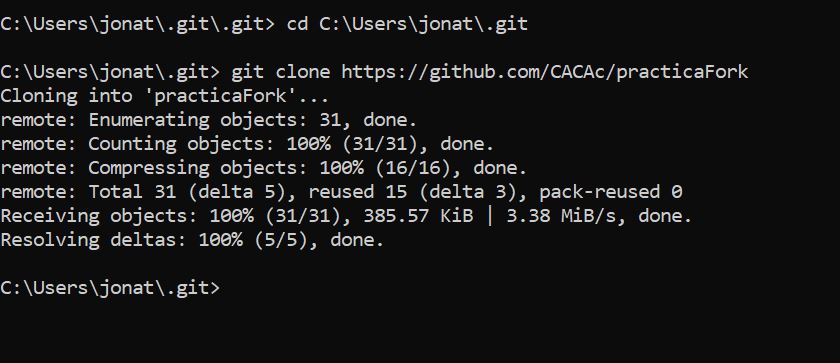 C:\Users\jonat\.git\.git> cd C:\Users\jonat\.git
C:\Users\jonat\.git> git clone https://github.com/CACAc/practicaFork
Cloning into 'practicaFork'...
remote: Enumerating objects: 31, done.
remote: Counting objects: 100% (31/31), done.
remote: Compressing objects: 100% (16/16), done.
remote: Total 31 (delta 5), reused 15 (delta 3), pack-reused 0
Receiving objects: 100% (31/31), 385.57 KiB | 3.38 MiB/s, done.
Resolving deltas: 100% (5/5), done.
C:\Users\jonat\.git>